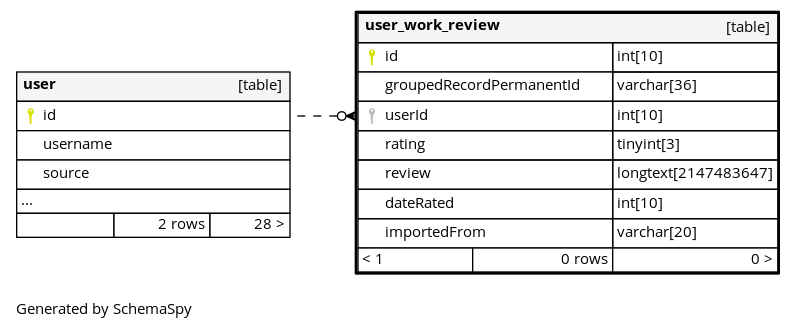 user [table]
id
username
source
...
2 rows 28 >
user_work_review [table]
id int[10]
groupedRecordPermanentId varchar[36]
userId int[10]
rating tinyint[3]
review longtext[2147483647]
dateRated int[10]
importedFrom varchar[20]
< 1 0 rows 0 >
Generated by SchemaSpy